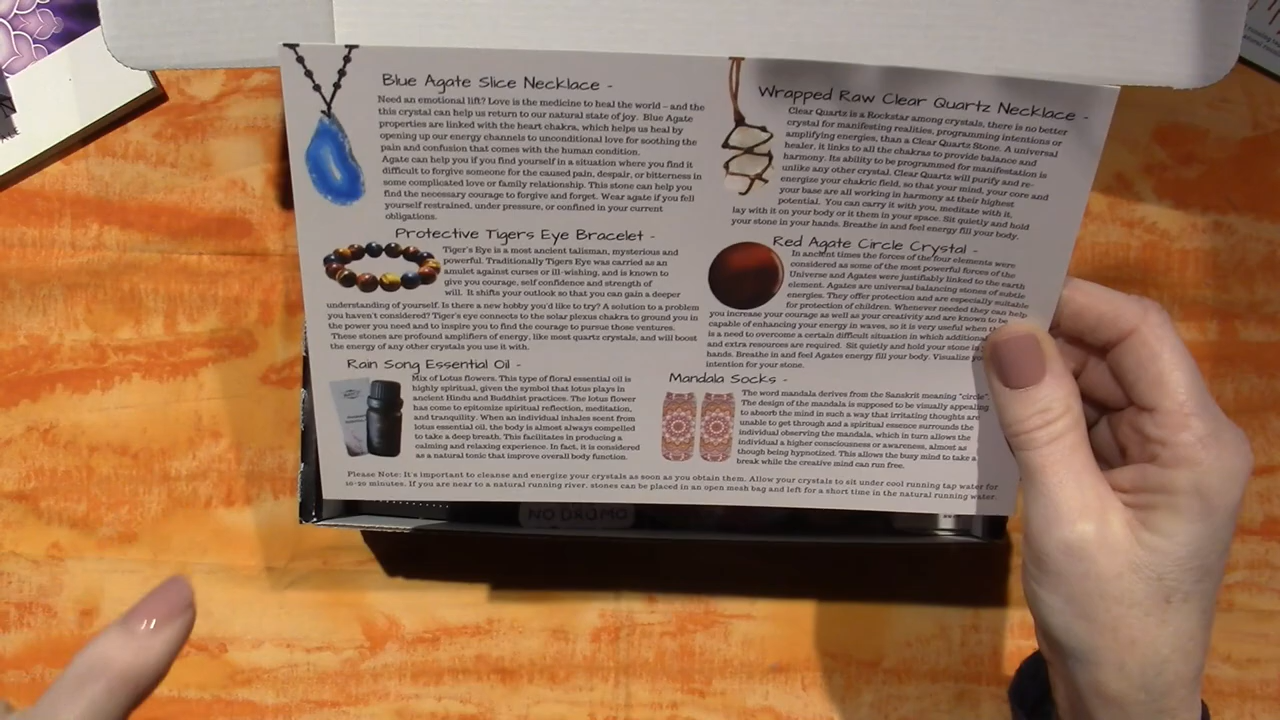 Blue Agate Slice Necklace -
Need an emotional lift? Love is the medicine to heal the world – and the
this crystal can help us return to our natural state of joy. Blue Agate
properties are linked with the heart chakra, which helps us heal by
opening up our energy channels to unconditional love for soothing the
pain and confusion that comes with the human condition.
Agate can help you if you find yourself in a situation where you find it
difficult to forgive someone for the caused pain, despair, or bitterness in
some complicated love or family relationship. This stone can help you
find the necessary courage to forgive and forget. Wear agate if you fell
yourself restrained, under pressure, or confined in your current
obligations.
Wrapped Raw Clear Quartz Necklace -
Clear Quartz is a Rockstar among crystals, there is no better
crystal for manifesting realities, programming intentions or
amplifying energies, than a Clear Quartz Stone. A universal
healer, it links to all the chakras to provide balance and
harmony. Its ability to be programmed for manifestation is
unlike any other crystal. Clear Quartz will purify and re-
energize your chakric field, so that your mind, your core and
your base are all working in harmony at their highest
potential. You can carry it with you, meditate with it,
lay with it on your body or it them in your space. Sit quietly and hold
your stone in your hands. Breathe in and feel energy fill your body.
Protective Tigers Eye Bracelet -
Tiger's Eye is a most ancient talisman, mysterious and
powerful. Traditionally Tigers Eye was carried as an
amulet against curses or ill-wishing, and is known to
give you courage, self confidence and strength of
will. It shifts your outlook so that you can gain a deeper
understanding of yourself. Is there a new hobby you'd like to try? A solution to a problem
you haven't considered? Tiger's eye connects to the solar plexus chakra to ground you in
the power you need and to inspire you to find the courage to pursue those ventures.
These stones are profound amplifiers of energy, like most quartz crystals, and will boost
the energy of any other crystals you use it with.
Red Agate Circle Crystal -
In ancient times the forces of the four elements were
considered as some of the most powerful forces of the
Universe and Agates were justifiably linked to the earth
element. Agates are universal balancing stones of subtle
energies. They offer protection and are especially suitable
for protection of children. Whenever needed they can help
you increase your courage as well as your creativity and are known to be
capable of enhancing your energy in waves, so it is very useful when
is a need to overcome a certain difficult situation in which additional
and extra resources are required. Sit quietly and hold your stone in
hands. Breathe in and feel Agates energy fill your body. Visualize
intention for your stone.
Rain Song Essential Oil -
Mix of Lotus flowers. This type of floral essential oil is
highly spiritual, given the symbol that lotus plays in
ancient Hindu and Buddhist practices. The lotus flower
has come to epitomize spiritual reflection, meditation,
and tranquility. When an individual inhales scent from
lotus essential oil, the body is almost always compelled
to take a deep breath. This facilitates in producing a
calming and relaxing experience. In fact, it is considered
as a natural tonic that improve overall body function.
Mandala Socks -
The word mandala derives from the Sanskrit meaning "circle".
The design of the mandala is supposed to be visually appealing
to absorb the mind in such a way that irritating thoughts are
unable to get through and a spiritual essence surrounds the
individual observing the mandala, which in turn allows the
individual a higher consciousness or awareness, almost as
though being hypnotized. This allows the busy mind to take a
break while the creative mind can run free.
Please Note: It's important to cleanse and energize your crystals as soon as you obtain them. Allow your crystals to sit under cool running tap water for
10-20 minutes. If you are near to a natural running river, stones can be placed in an open mesh bag and left for a short time in the natural running water.
NO DRAMA